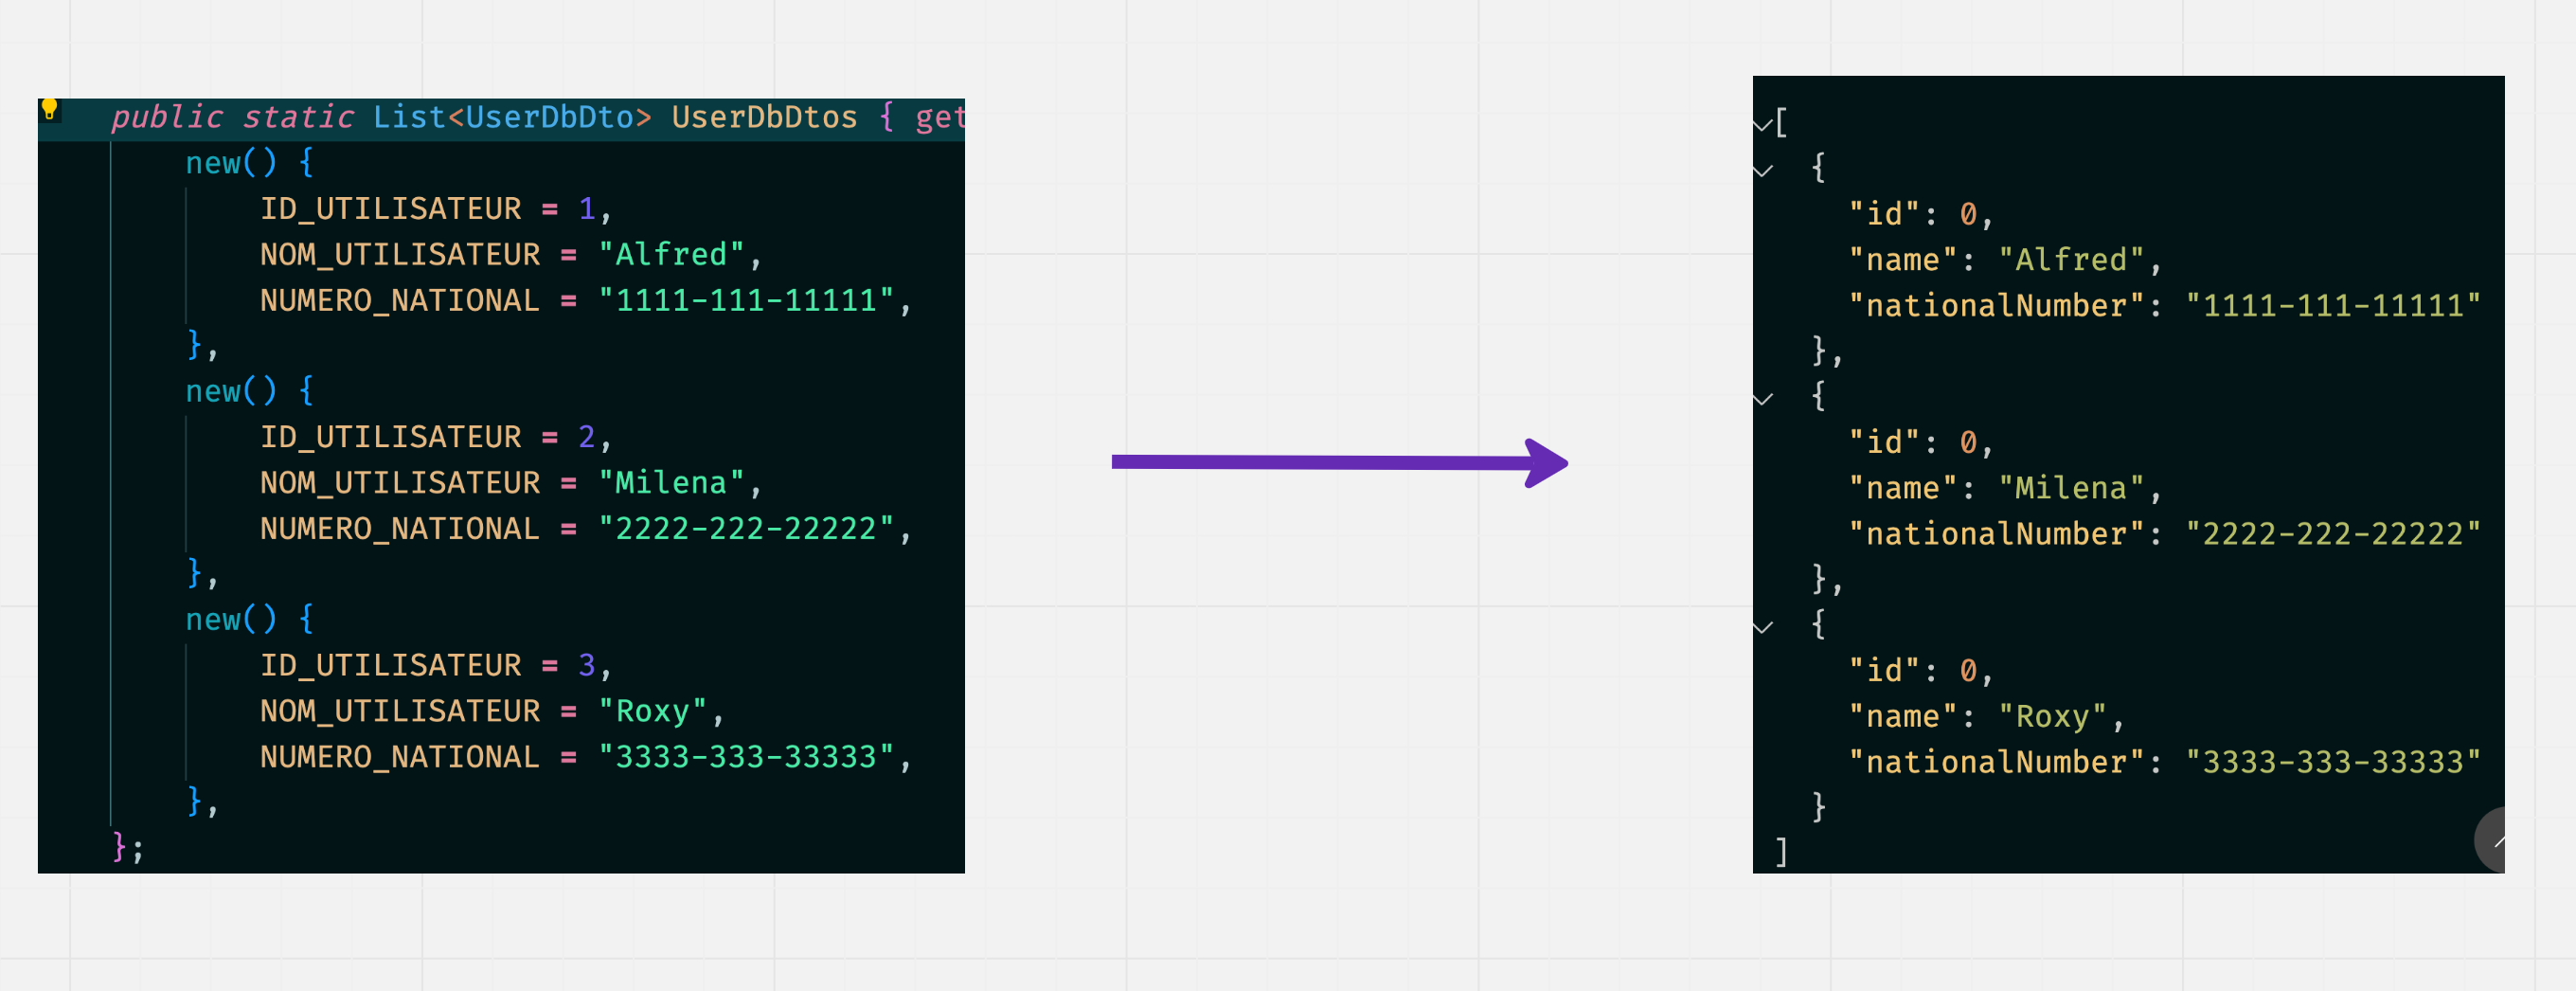 public static List<UserDbDto> UserDbDtos { get
new() {
ID_UTILISATEUR = 1,
NOM_UTILISATEUR = "Alfred",
NUMERO_NATIONAL = "1111-111-11111",
},
new() {
ID_UTILISATEUR = 2,
NOM_UTILISATEUR = "Milena",
NUMERO_NATIONAL = "2222-222-22222",
},
new() {
ID_UTILISATEUR = 3,
NOM_UTILISATEUR = "Roxy",
NUMERO_NATIONAL = "3333-333-33333",
},
};
[
{
"id": 0,
"name": "Alfred",
"nationalNumber": "1111-111-11111"
},
{
"id": 0,
"name": "Milena",
"nationalNumber": "2222-222-22222"
},
{
"id": 0,
"name": "Roxy",
"nationalNumber": "3333-333-33333"
}
]